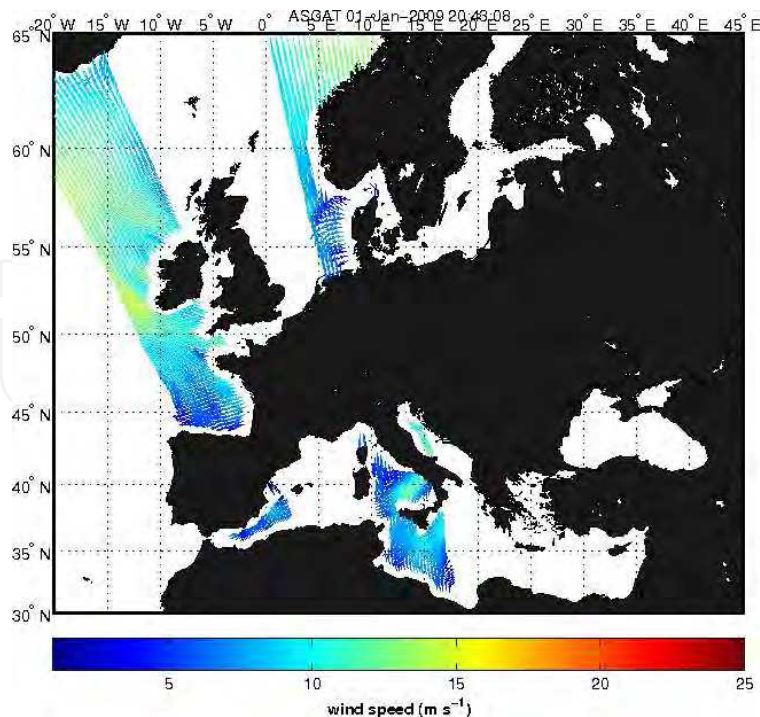 ASCAT 01-Jan-2009 20:43:08
20° W 15° W 10° W 5° W 0° 5° E 10° E 15° E 20° E 25° E 30° E 35° E 40° E 45° E
65° N
60° N
55° N
50° N
45° N
40° N
35° N
30° N
5 10 15 20 25
wind speed (m s⁻¹)